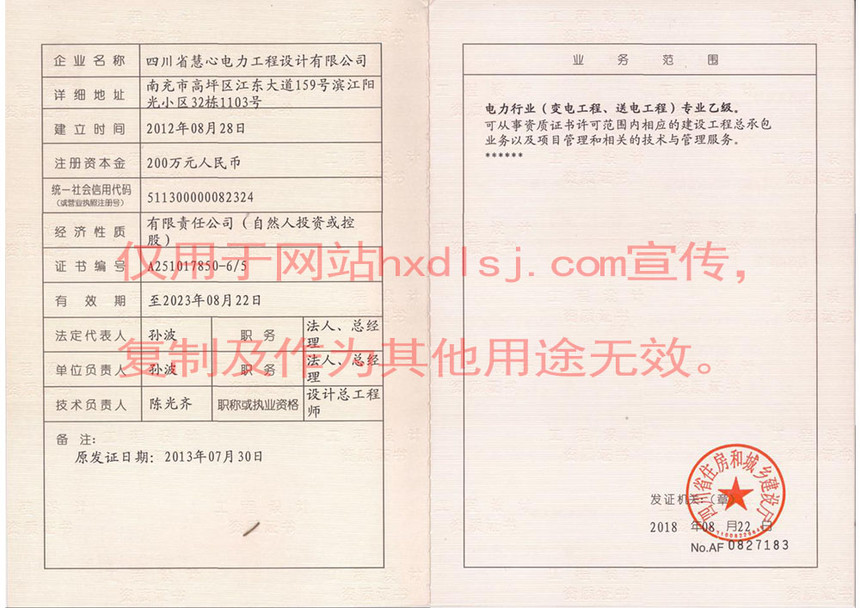 企业名称 四川省慧心电力工程设计有限公司
详细地址 南充市高坪区江东大道159号滨江阳
光小区32栋1103号
建立时间 2012年08月28日
注册资本金 200万元人民币
统一社会信用代码
(或营业执照注册号) 511300000082324
经济性质 有限责任公司（自然人投资或控
股）
证书编号 A251017850-6/5
有效期 至2023年08月22日
法定代表人 孙波 职务 法人、总经
理
单位负责人 孙波 职务 法人、总经
理
技术负责人 陈光齐 职称或执业资格 设计总工程
师
备注：
原发证日期：2013年07月30日
业务范围
电力行业（变电工程、送电工程）专业乙级。
可从事资质证书许可范围内相应的建设工程总承包
业务以及项目管理和相关的技术与管理服务。
******
仅用于网站hxdlsj.com宣传，
复制及作为其他用途无效。
四川省住房和城乡建设厅
发证机关：（章）
2018 年08 月22 日
No.AF 0827183